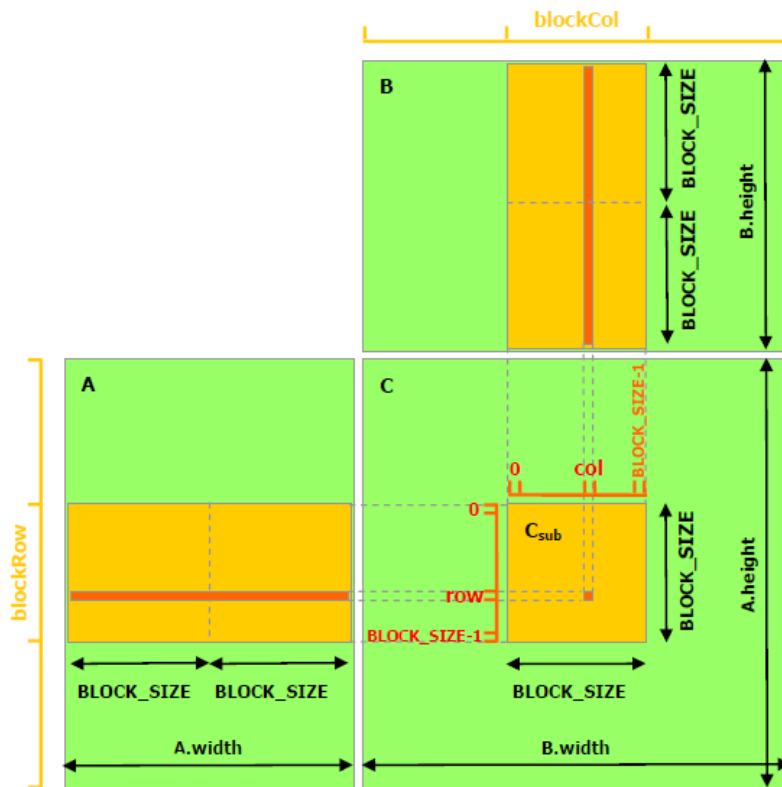 blockCol
B
BLOCK_SIZE
BLOCK_SIZE
B.height
A
C
BLOCK_SIZE-1
0
col
blockRow
0
Csub
row
BLOCK_SIZE-1
BLOCK_SIZE
A.height
BLOCK_SIZE BLOCK_SIZE
BLOCK_SIZE
A.width
B.width